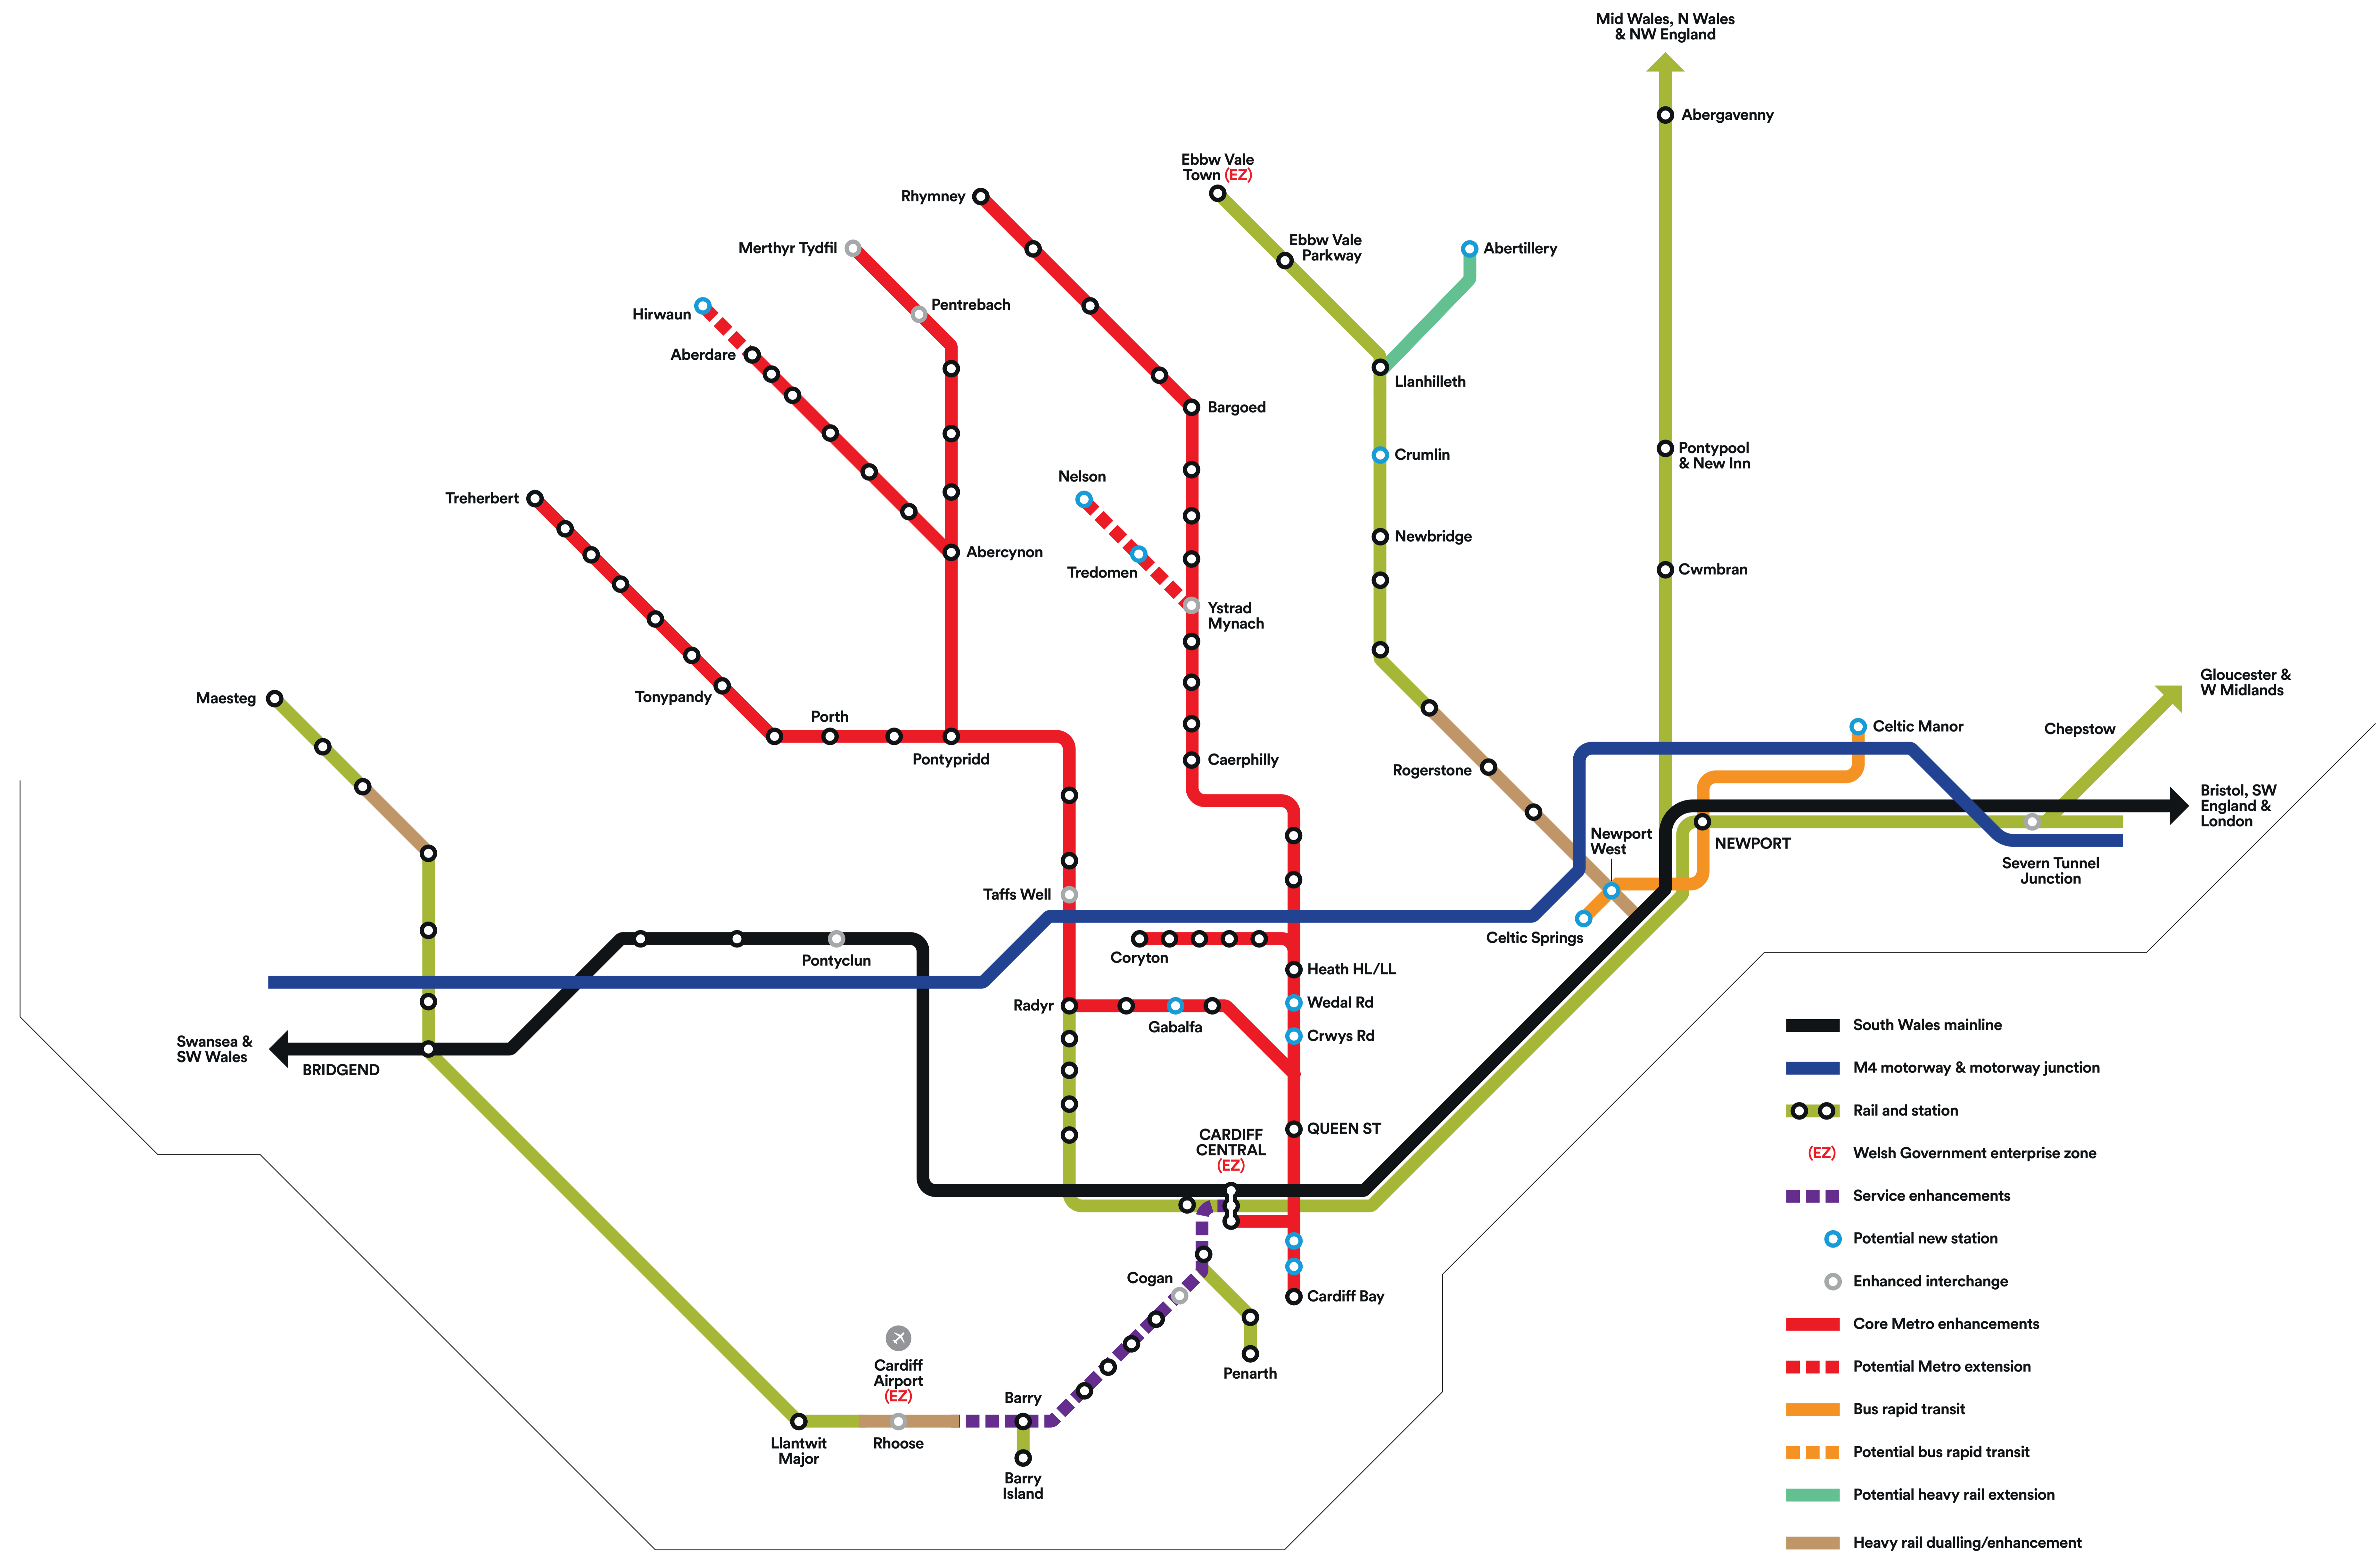 Mid Wales, N Wales
& NW England
Abergavenny
Ebbw Vale
Town (EZ)
Rhymney
Ebbw Vale
Parkway
Abertillery
Merthyr Tydfil
Pentrebach
Hirwaun
Aberdare
Llanhilleth
Bargoed
Crumlin
Pontypool
& New Inn
Nelson
Treherbert
Newbridge
Abercynon
Tredomen
Cwmbran
Ystrad
Mynach
Gloucester &
W Midlands
Maesteg
Tonypandy
Porth
Celtic Manor
Chepstow
Pontypridd
Caerphilly
Rogerstone
Bristol, SW
England &
London
Newport
West
NEWPORT
Severn Tunnel
Junction
Taffs Well
Celtic Springs
Pontyclun
Coryton
Heath HL/LL
Radyr
Wedal Rd
Gabalfa
Crwys Rd
Swansea &
SW Wales
BRIDGEND
QUEEN ST
CARDIFF
CENTRAL
(EZ)
Cogan
Cardiff Bay
Cardiff
Airport
(EZ)
Penarth
Barry
Llantwit
Major
Rhoose
Barry
Island
South Wales mainline
M4 motorway & motorway junction
Rail and station
(EZ) Welsh Government enterprise zone
Service enhancements
Potential new station
Enhanced interchange
Core Metro enhancements
Potential Metro extension
Bus rapid transit
Potential bus rapid transit
Potential heavy rail extension
Heavy rail dualling/enhancement